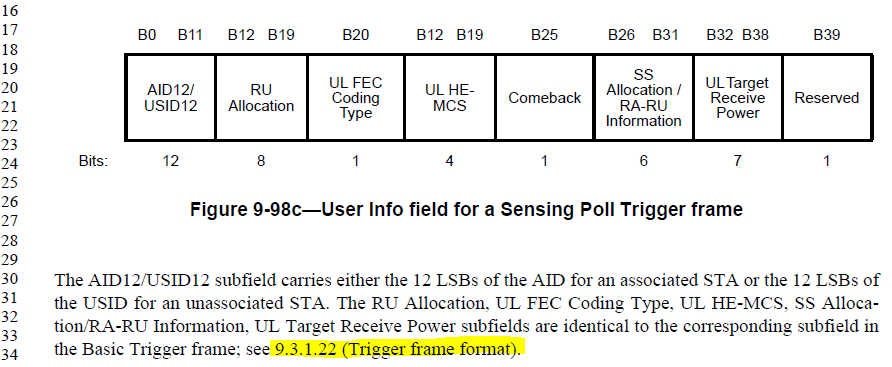 16
17 B0 B11 B12 B19 B20 B12 B19 B25 B26 B31 B32 B38 B39
18
19 SS
20 AID12/ RU UL FEC UL HE- Allocation / UL Target
21 USID12 Allocation Coding MCS Comeback RA-RU Receive Reserved
22 Type Information Power
23
24 Bits: 12 8 1 4 1 6 7 1
25
26 Figure 9-98c—User Info field for a Sensing Poll Trigger frame
27
28
29
30 The AID12/USID12 subfield carries either the 12 LSBs of the AID for an associated STA or the 12 LSBs of
31 the USID for an unassociated STA. The RU Allocation, UL FEC Coding Type, UL HE-MCS, SS Alloca-
32 tion/RA-RU Information, UL Target Receive Power subfields are identical to the corresponding subfield in
33 the Basic Trigger frame; see 9.3.1.22 (Trigger frame format).
34